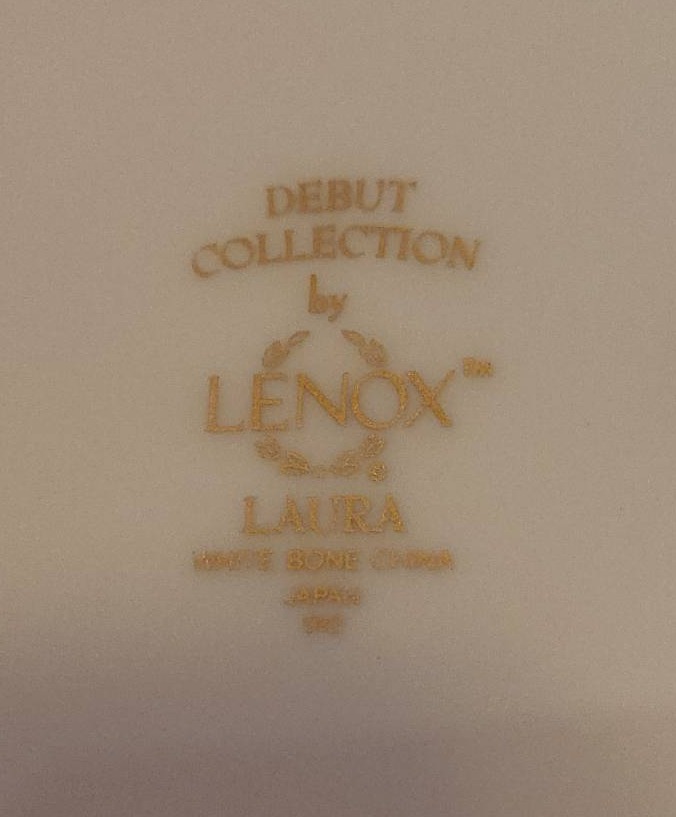 DEBUT
COLLECTION
by
LENOX™
®
LAURA
WHITE BONE CHINA
JAPAN